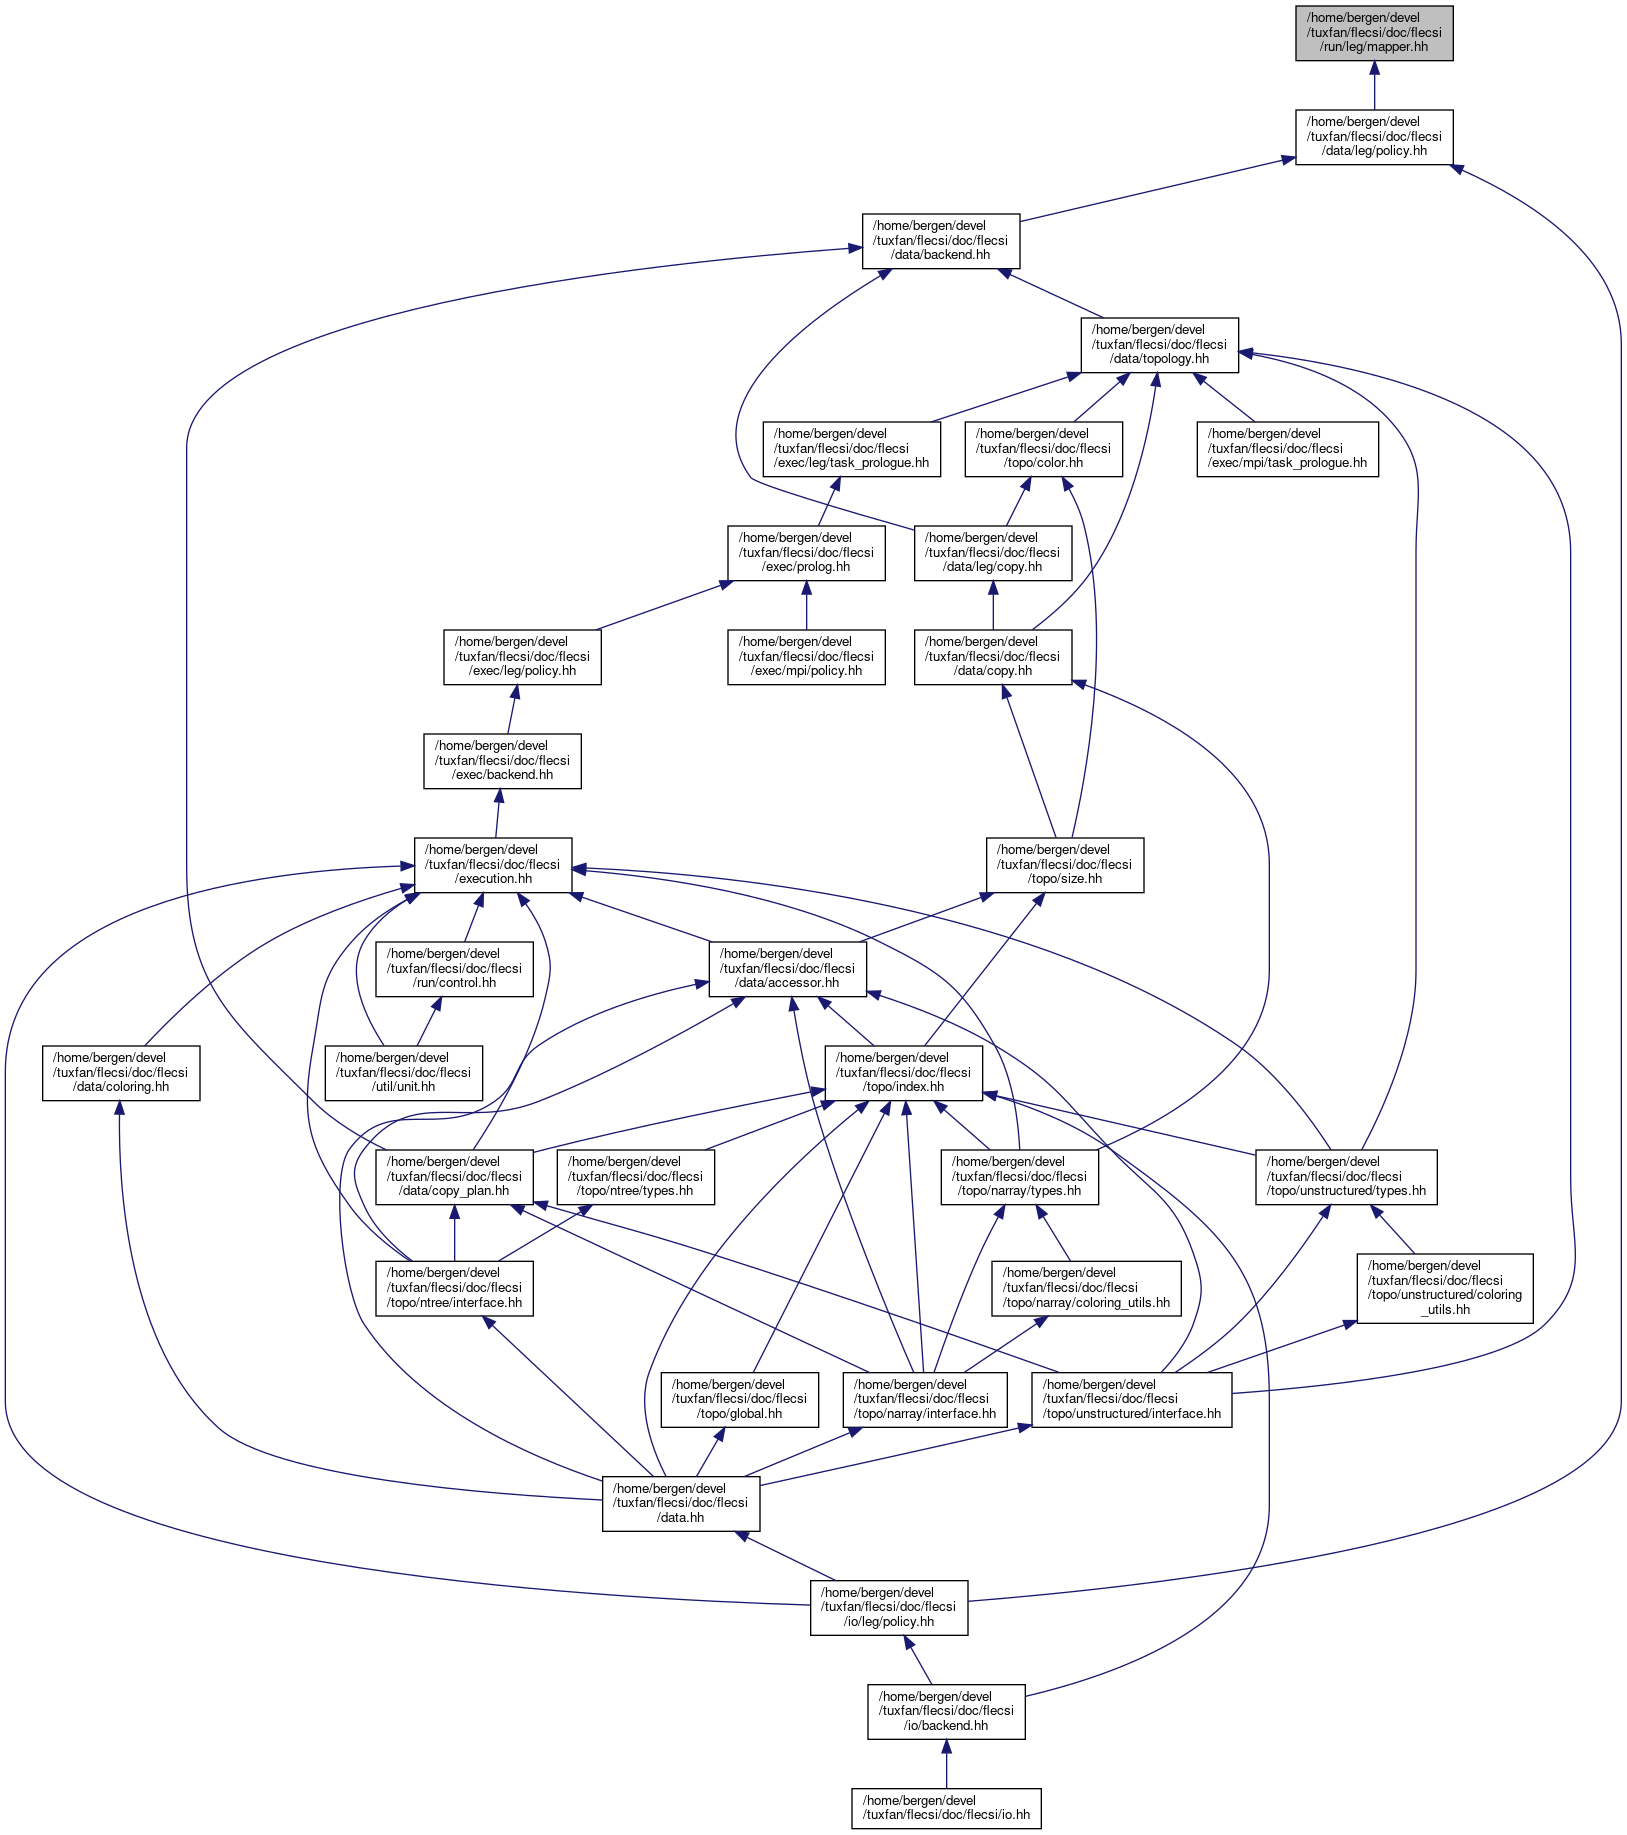 /home/bergen/devel
/tuxfan/flecsi/doc/flecsi
/run/leg/mapper.hh
/home/bergen/devel
/tuxfan/flecsi/doc/flecsi
/data/leg/policy.hh
/home/bergen/devel
/tuxfan/flecsi/doc/flecsi
/data/backend.hh
/home/bergen/devel
/tuxfan/flecsi/doc/flecsi
/data/topology.hh
/home/bergen/devel
/tuxfan/flecsi/doc/flecsi
/exec/leg/task_prologue.hh
/home/bergen/devel
/tuxfan/flecsi/doc/flecsi
/topo/color.hh
/home/bergen/devel
/tuxfan/flecsi/doc/flecsi
/exec/mpi/task_prologue.hh
/home/bergen/devel
/tuxfan/flecsi/doc/flecsi
/exec/prolog.hh
/home/bergen/devel
/tuxfan/flecsi/doc/flecsi
/data/leg/copy.hh
/home/bergen/devel
/tuxfan/flecsi/doc/flecsi
/exec/leg/policy.hh
/home/bergen/devel
/tuxfan/flecsi/doc/flecsi
/exec/mpi/policy.hh
/home/bergen/devel
/tuxfan/flecsi/doc/flecsi
/data/copy.hh
/home/bergen/devel
/tuxfan/flecsi/doc/flecsi
/exec/backend.hh
/home/bergen/devel
/tuxfan/flecsi/doc/flecsi
/execution.hh
/home/bergen/devel
/tuxfan/flecsi/doc/flecsi
/topo/size.hh
/home/bergen/devel
/tuxfan/flecsi/doc/flecsi
/run/control.hh
/home/bergen/devel
/tuxfan/flecsi/doc/flecsi
/data/accessor.hh
/home/bergen/devel
/tuxfan/flecsi/doc/flecsi
/data/coloring.hh
/home/bergen/devel
/tuxfan/flecsi/doc/flecsi
/util/unit.hh
/home/bergen/devel
/tuxfan/flecsi/doc/flecsi
/topo/index.hh
/home/bergen/devel
/tuxfan/flecsi/doc/flecsi
/data/copy_plan.hh
/home/bergen/devel
/tuxfan/flecsi/doc/flecsi
/topo/ntree/types.hh
/home/bergen/devel
/tuxfan/flecsi/doc/flecsi
/topo/narray/types.hh
/home/bergen/devel
/tuxfan/flecsi/doc/flecsi
/topo/unstructured/types.hh
/home/bergen/devel
/tuxfan/flecsi/doc/flecsi
/topo/ntree/interface.hh
/home/bergen/devel
/tuxfan/flecsi/doc/flecsi
/topo/narray/coloring_utils.hh
/home/bergen/devel
/tuxfan/flecsi/doc/flecsi
/topo/unstructured/coloring
_utils.hh
/home/bergen/devel
/tuxfan/flecsi/doc/flecsi
/topo/global.hh
/home/bergen/devel
/tuxfan/flecsi/doc/flecsi
/topo/narray/interface.hh
/home/bergen/devel
/tuxfan/flecsi/doc/flecsi
/topo/unstructured/interface.hh
/home/bergen/devel
/tuxfan/flecsi/doc/flecsi
/data.hh
/home/bergen/devel
/tuxfan/flecsi/doc/flecsi
/io/leg/policy.hh
/home/bergen/devel
/tuxfan/flecsi/doc/flecsi
/io/backend.hh
/home/bergen/devel
/tuxfan/flecsi/doc/flecsi/io.hh